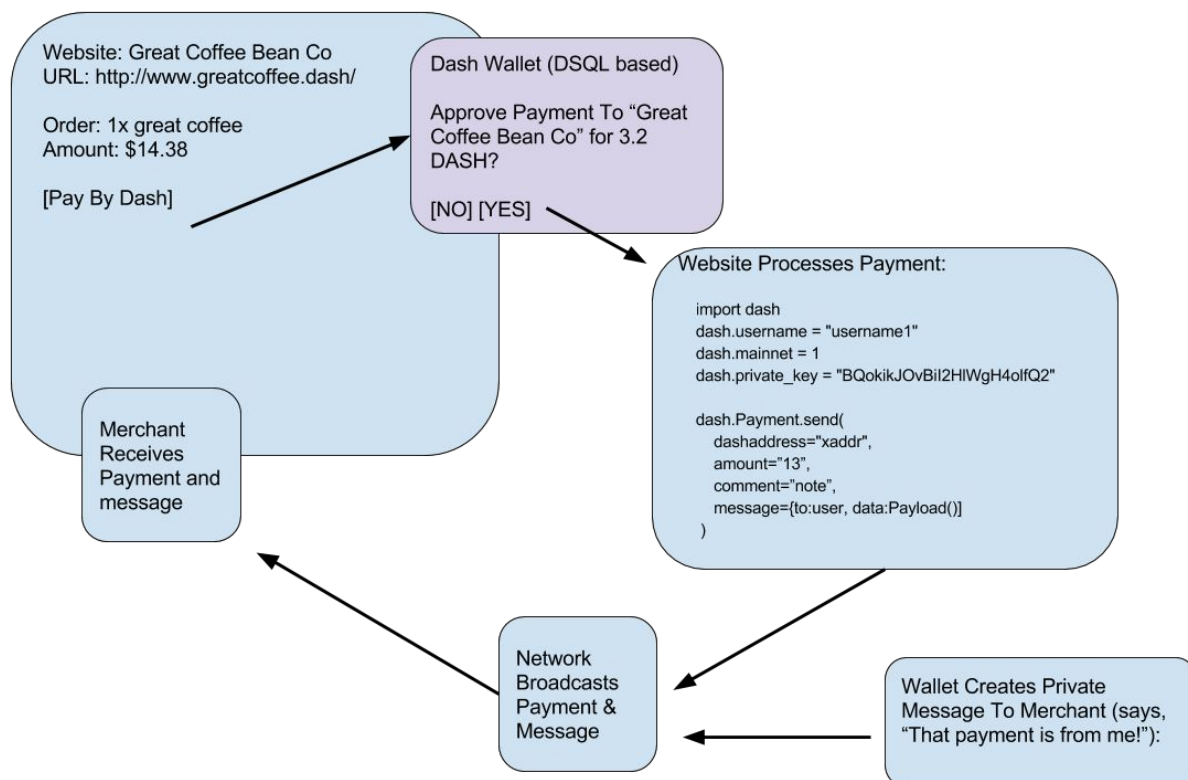 Website: Great Coffee Bean Co
URL: http://www.greatcoffee.dash/
Order: 1x great coffee
Amount: $14.38
[Pay By Dash]
Dash Wallet (DSQL based)
Approve Payment To “Great
Coffee Bean Co” for 3.2
DASH?
[NO] [YES]
Website Processes Payment:
import dash
dash.username = "username1"
dash.mainnet = 1
dash.private_key = "BQokikJOvBiI2HlWgH4olfQ2"
dash.Payment.send(
dashaddress="xaddr",
amount=”13”,
comment=”note”,
message={to:user, data:Payload()]
)
Merchant
Receives
Payment and
message
Network
Broadcasts
Payment &
Message
Wallet Creates Private
Message To Merchant (says,
“That payment is from me!”):